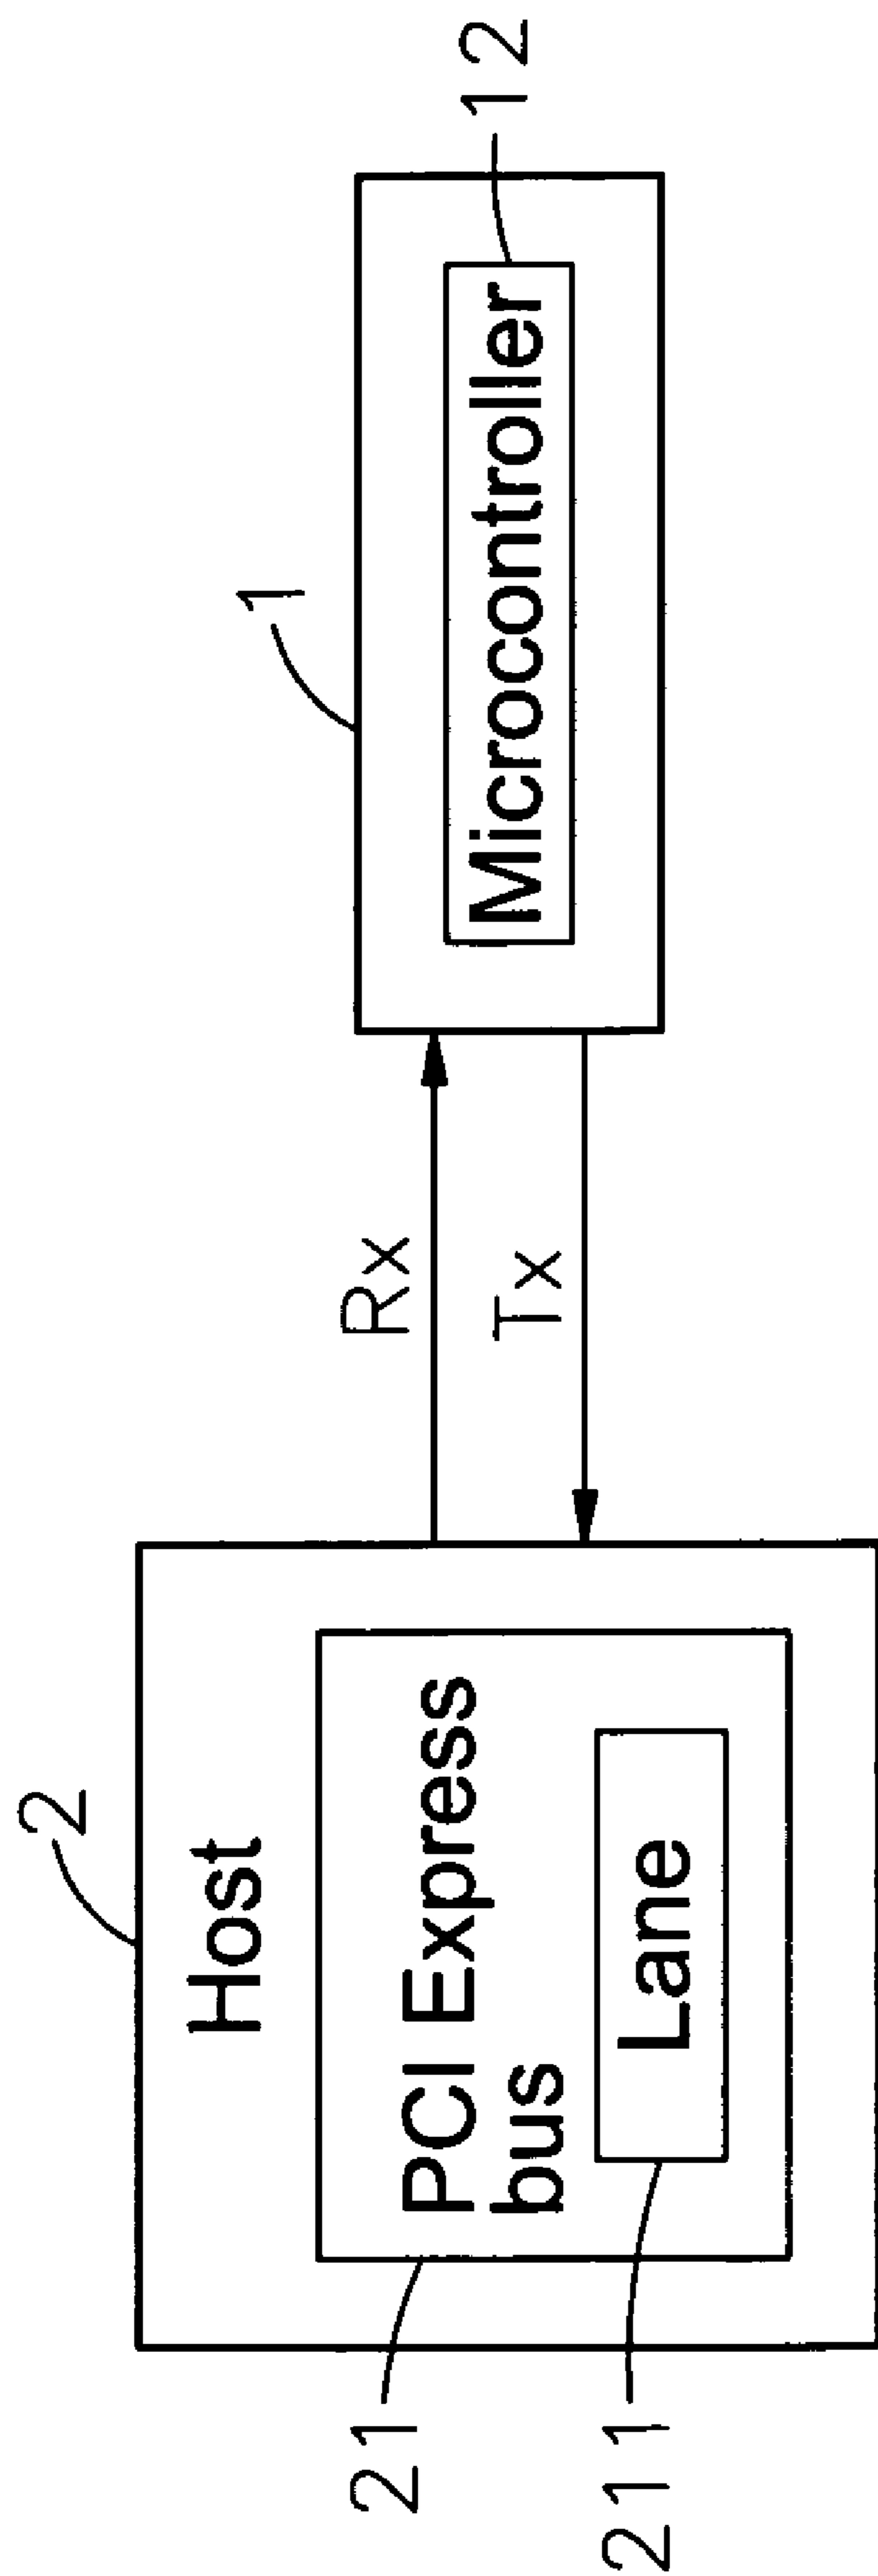 2
Host
PCI Express
bus
Lane
21
211
Rx
Tx
1
Microcontroller
12